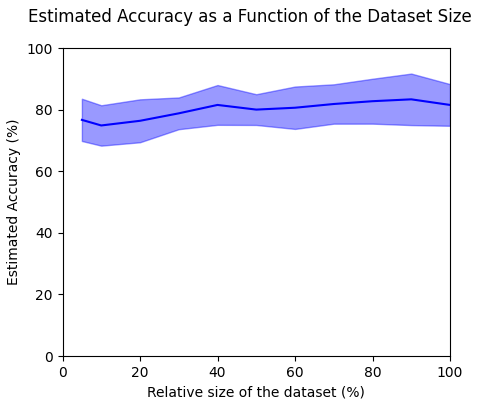 Estimated Accuracy as a Function of the Dataset Size
100
80
60
40
20
0
Estimated Accuracy (%)
0 20 40 60 80 100
Relative size of the dataset (%)